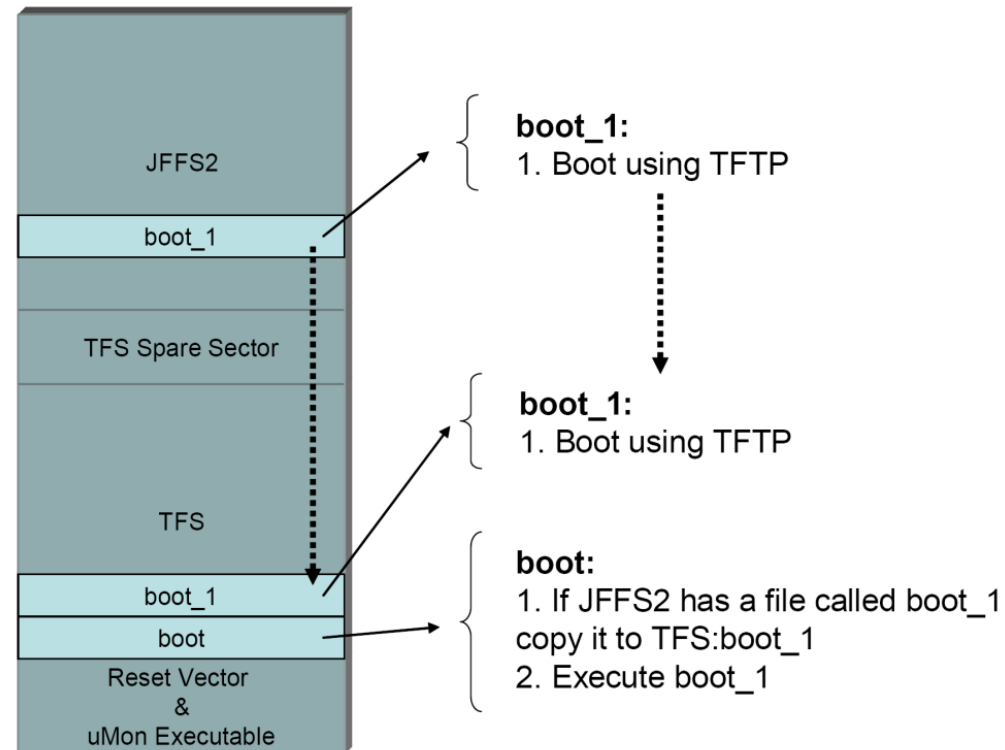 JFFS2
boot_1
TFS Spare Sector
TFS
boot_1
boot
Reset Vector
&
uMon Executable
boot_1:
1. Boot using TFTP
boot_1:
1. Boot using TFTP
boot:
1. If JFFS2 has a file called boot_1
copy it to TFS:boot_1
2. Execute boot_1